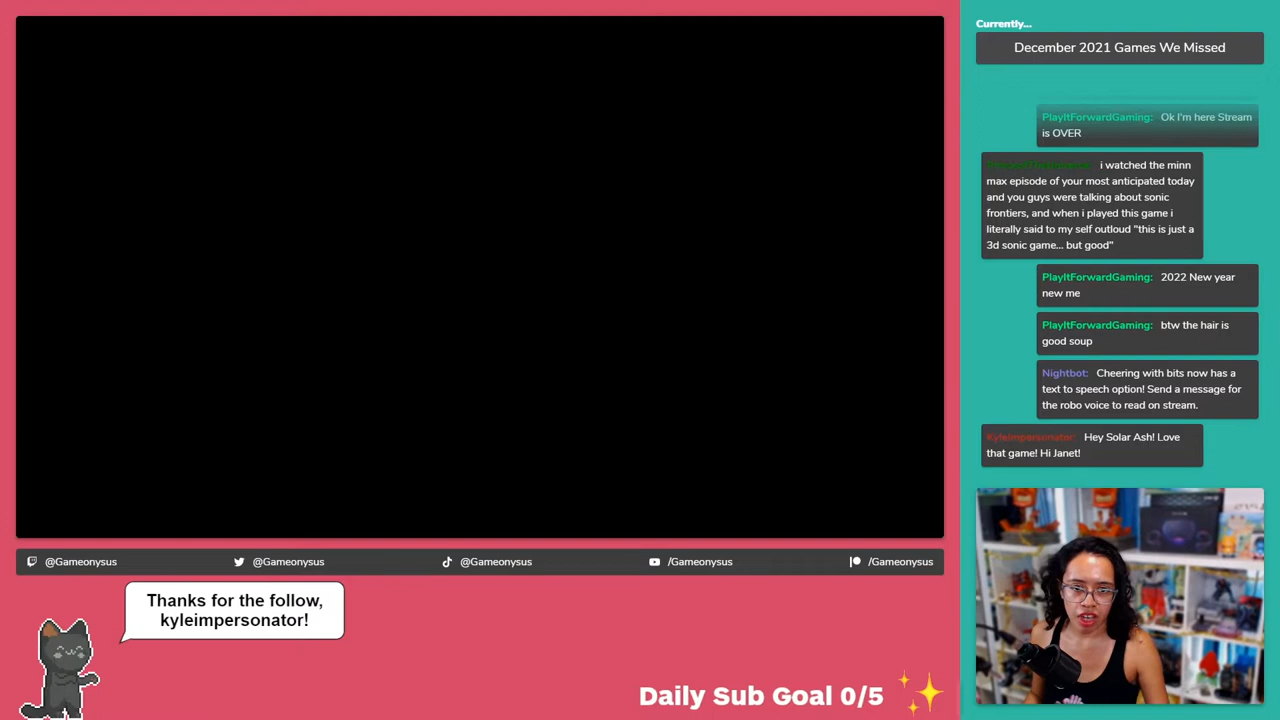 Currently...
December 2021 Games We Missed
PlayItForwardGaming: Ok I'm here Stream
is OVER
i watched the minn
max episode of your most anticipated today
and you guys were talking about sonic
frontiers, and when i played this game i
literally said to my self outloud "this is just a
3d sonic game... but good"
PlayItForwardGaming: 2022 New year
new me
PlayItForwardGaming: btw the hair is
good soup
Nightbot: Cheering with bits now has a
text to speech option! Send a message for
the robo voice to read on stream.
Kyleimpersonator: Hey Solar Ash! Love
that game! Hi Janet!
@Gameonysus
@Gameonysus
@Gameonysus
/Gameonysus
/Gameonysus
Thanks for the follow,
kyleimpersonator!
Daily Sub Goal 0/5